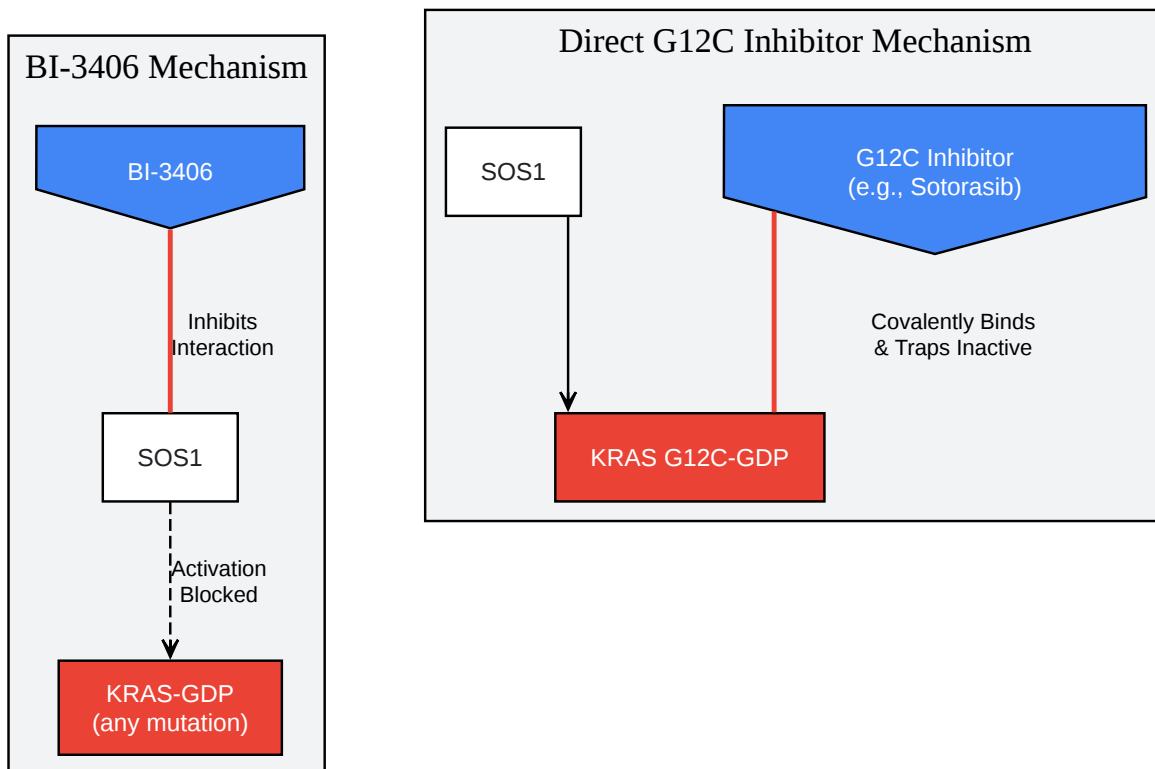 BI-3406 Mechanism
BI-3406
Inhibits
Interaction
SOS1
Activation
Blocked
KRAS-GDP
(any mutation)
Direct G12C Inhibitor Mechanism
SOS1
G12C Inhibitor
(e.g., Sotorasib)
Covalently Binds
& Traps Inactive
KRAS G12C-GDP